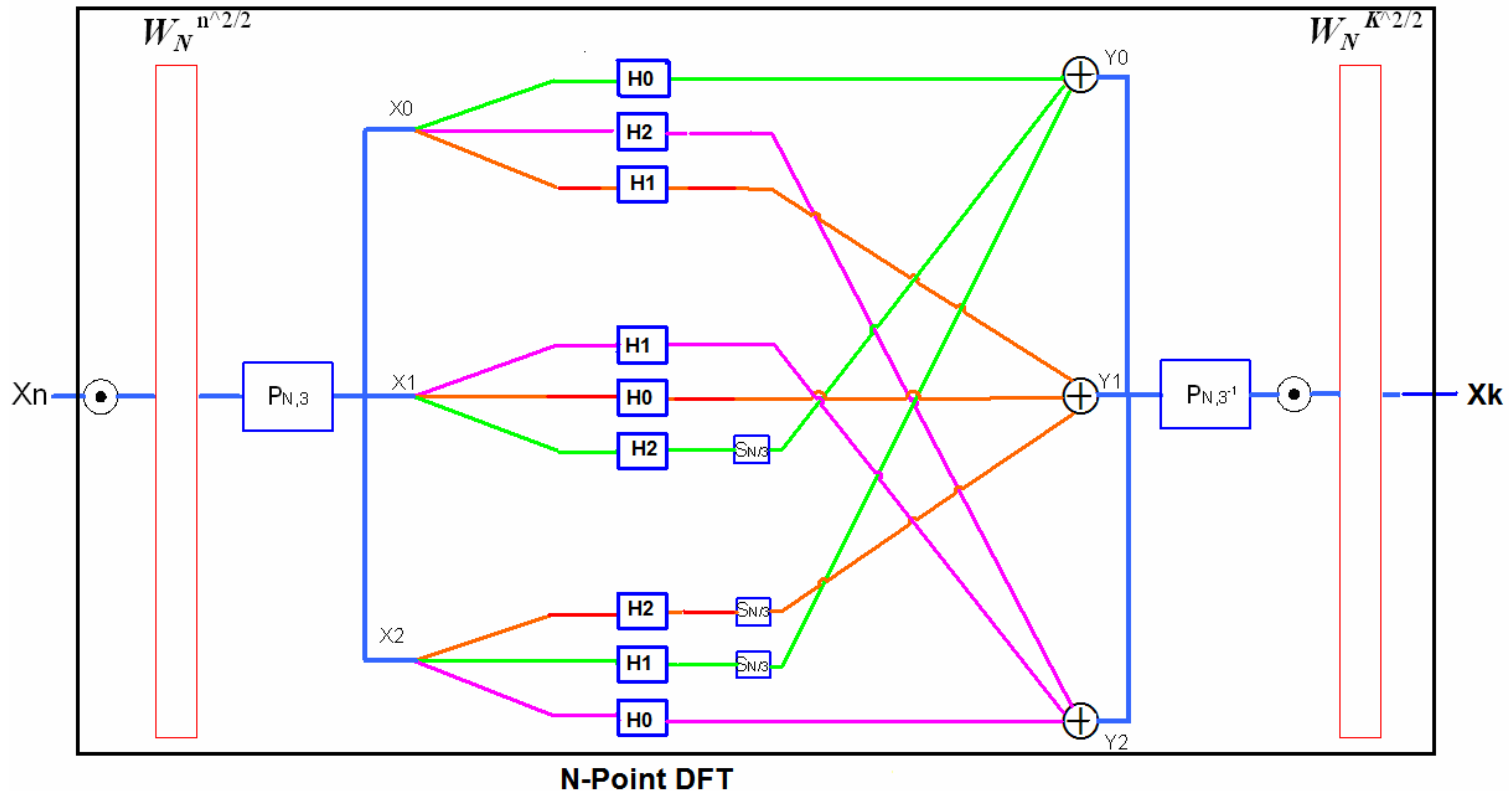 W_N^n^2/2
W_N^K^2/2
Y0
H0
X0
H2
H1
H1
X1
Y1
Xn
P_N,3
H0
P_N,3^-1
Xk
H2
S_N/3
H2
S_N/3
X2
H1
S_N/3
H0
Y2
N-Point DFT